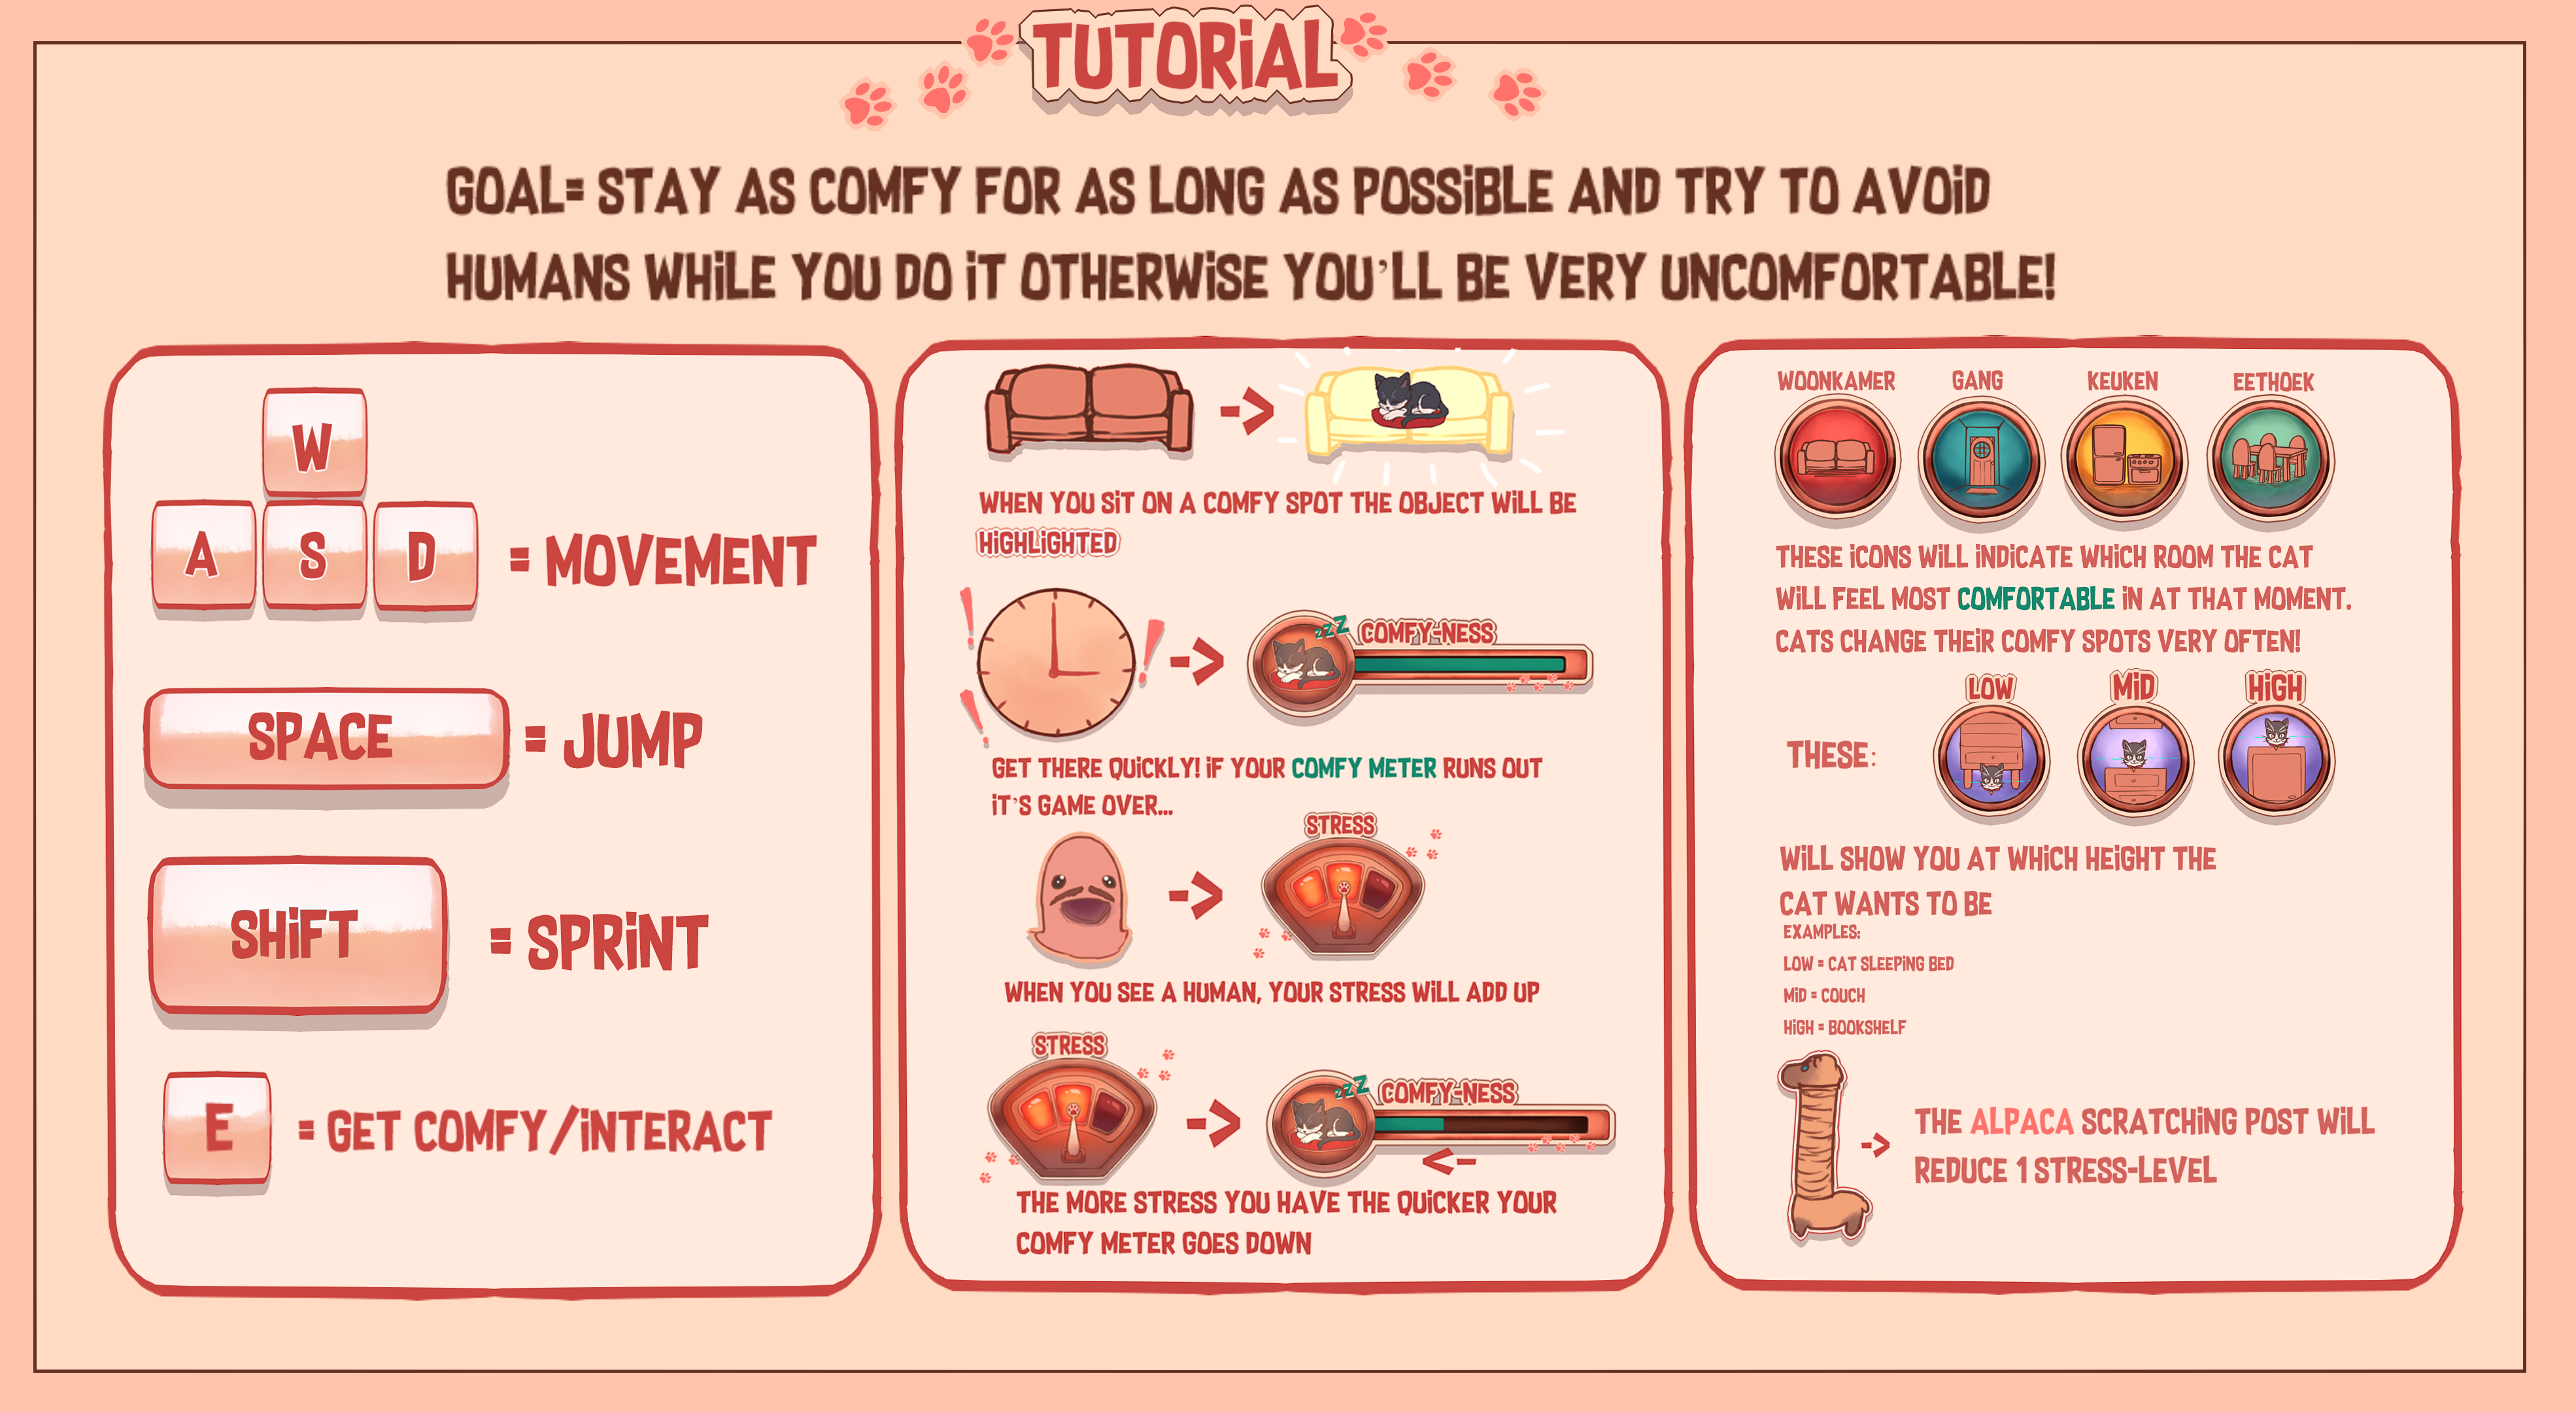 TUTORiAL
GOAL= STAY AS COMFY FOR AS LONG AS POSSiBLE AND TRY TO AVOiD
HUMANS WHiLE YOU DO iT OTHERWiSE YOU'LL BE VERY UNCOMFORTABLE!
W
A S D = MOVEMENT
SPACE = JUMP
SHiFT = SPRiNT
E = GET COMFY/iNTERACT
->
WHEN YOU SiT ON A COMFY SPOT THE OBJECT WiLL BE
HiGHLiGHTED
! ! ! -> zzZ COMFY-NESS
GET THERE QUiCKLY! iF YOUR COMFY METER RUNS OUT
iT'S GAME OVER...
STRESS
->
WHEN YOU SEE A HUMAN, YOUR STRESS WiLL ADD UP
STRESS
-> zzZ COMFY-NESS
<-
THE MORE STRESS YOU HAVE THE QUiCKER YOUR
COMFY METER GOES DOWN
WOONKAMER GANG KEUKEN EETHOEK
THESE iCONS WiLL iNDiCATE WHiCH ROOM THE CAT
WiLL FEEL MOST COMFORTABLE iN AT THAT MOMENT.
CATS CHANGE THEiR COMFY SPOTS VERY OFTEN!
LOW MiD HiGH
THESE:
WiLL SHOW YOU AT WHiCH HEiGHT THE
CAT WANTS TO BE
EXAMPLES:
LOW = CAT SLEEPiNG BED
MiD = COUCH
HiGH = BOOKSHELF
-> THE ALPACA SCRATCHiNG POST WiLL
REDUCE 1 STRESS-LEVEL